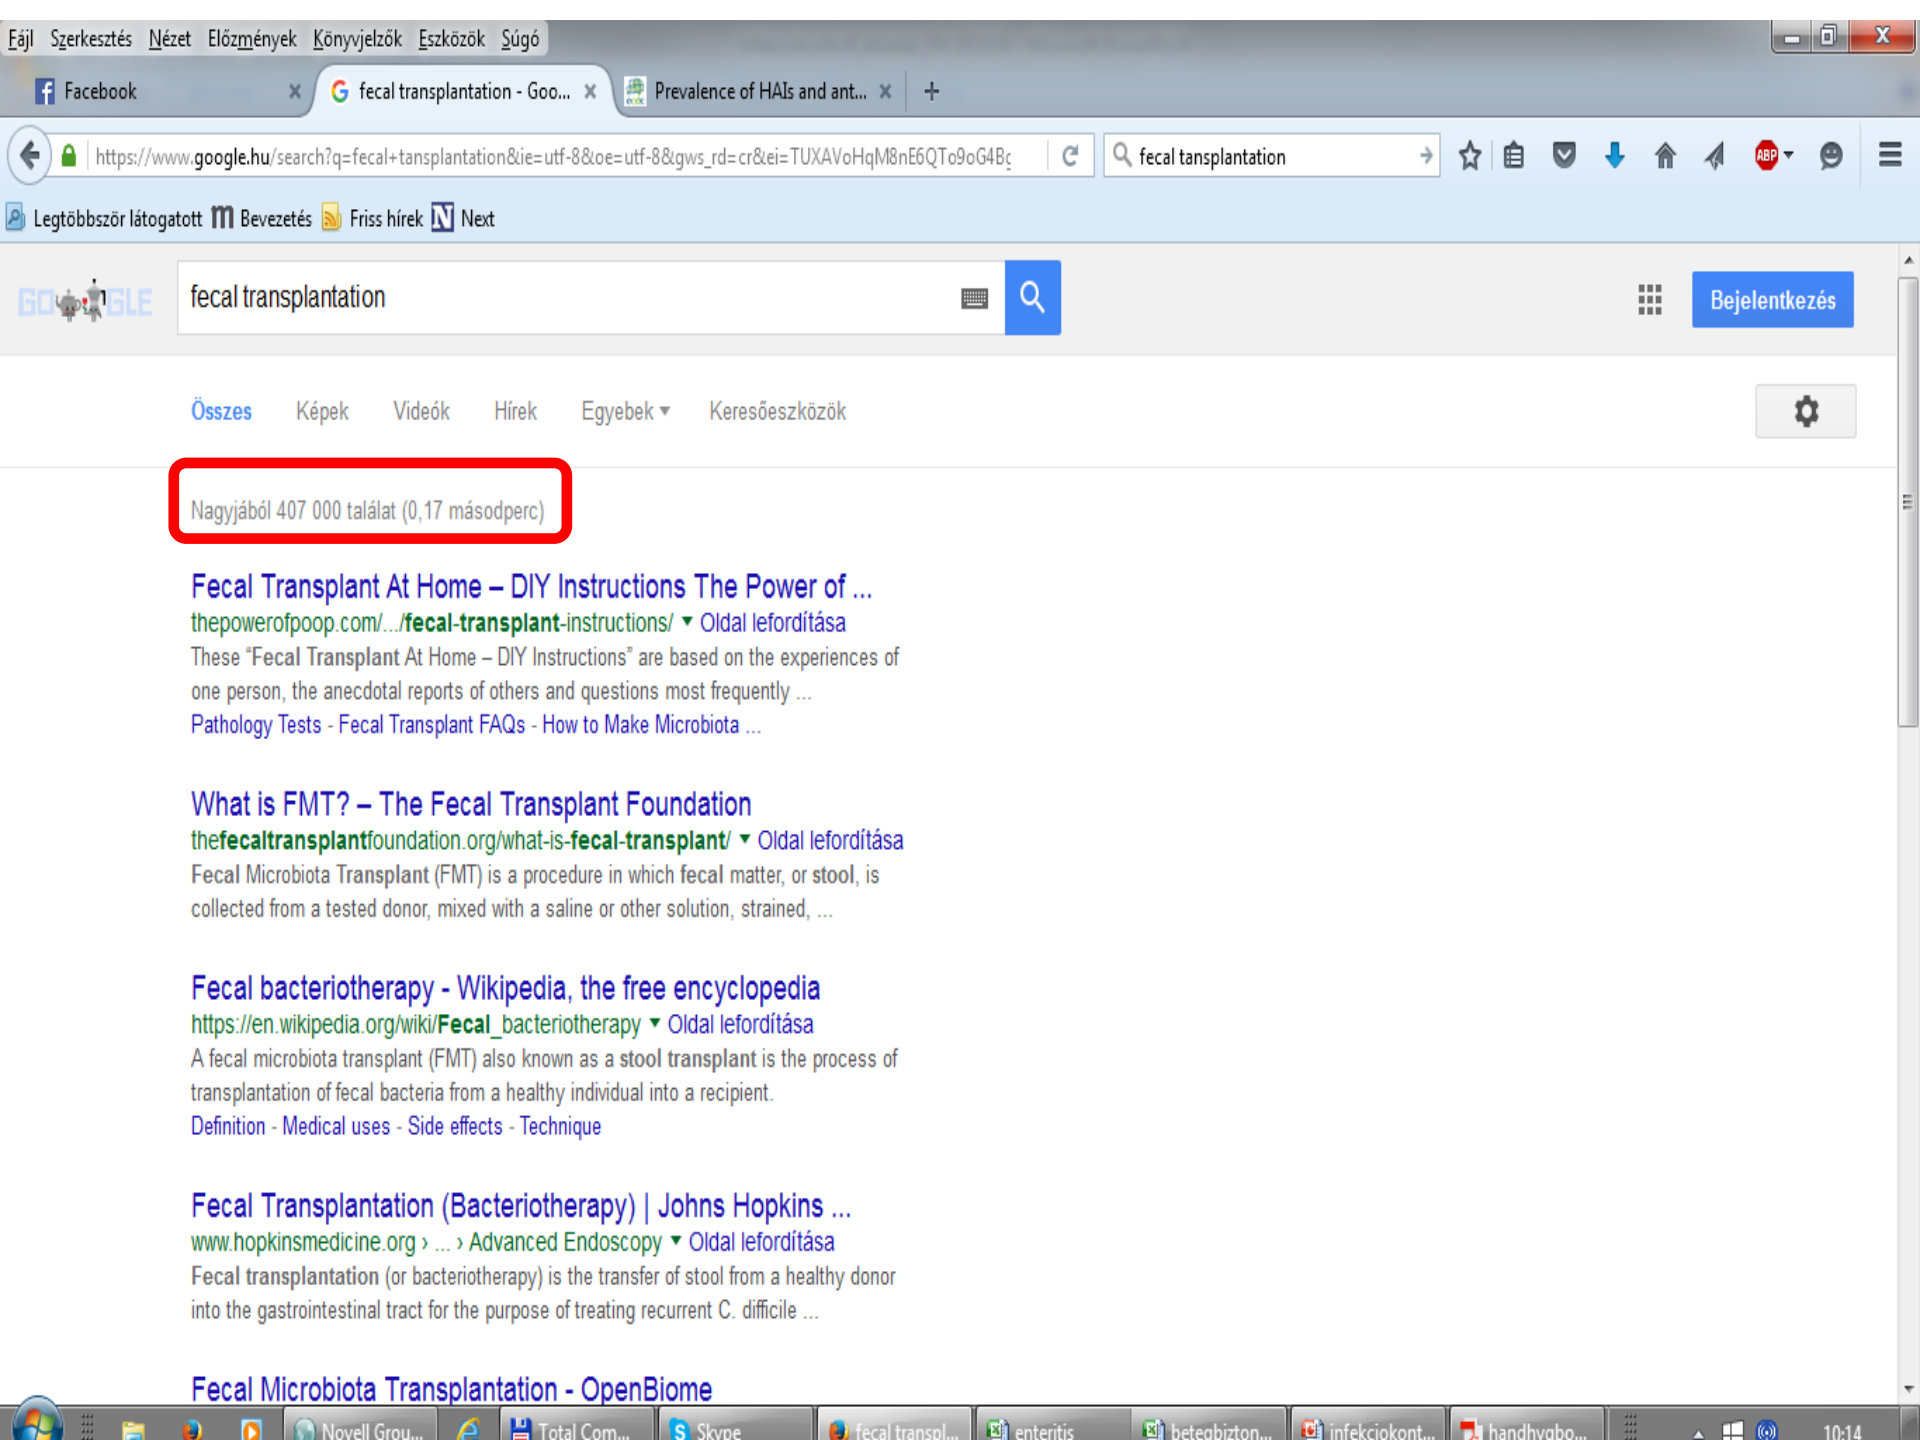 Fájl Szerkesztés Nézet Előzmények Könyvjelzők Eszközök Súgó
Facebook
fecal transplantation - Goo...
Prevalence of HAIs and ant...
https://www.google.hu/search?q=fecal+tansplantation&ie=utf-8&oe=utf-8&gws_rd=cr&ei=TUXAVoHqM8nE6QTo9oG4Bg
fecal tansplantation
ABP
Legtöbbször látogatott Bevezetés Friss hírek N Next
GOOGLE
fecal transplantation
Bejelentkezés
Összes Képek Videók Hírek Egyebek Keresőeszközök
Nagyjából 407 000 találat (0,17 másodperc)
Fecal Transplant At Home – DIY Instructions The Power of ...
thepowerofpoop.com/.../fecal-transplant-instructions/ Oldal lefordítása
These “Fecal Transplant At Home – DIY Instructions” are based on the experiences of
one person, the anecdotal reports of others and questions most frequently ...
Pathology Tests - Fecal Transplant FAQs - How to Make Microbiota ...
What is FMT? – The Fecal Transplant Foundation
thefecaltransplantfoundation.org/what-is-fecal-transplant/ Oldal lefordítása
Fecal Microbiota Transplant (FMT) is a procedure in which fecal matter, or stool, is
collected from a tested donor, mixed with a saline or other solution, strained, ...
Fecal bacteriotherapy - Wikipedia, the free encyclopedia
https://en.wikipedia.org/wiki/Fecal_bacteriotherapy Oldal lefordítása
A fecal microbiota transplant (FMT) also known as a stool transplant is the process of
transplantation of fecal bacteria from a healthy individual into a recipient.
Definition - Medical uses - Side effects - Technique
Fecal Transplantation (Bacteriotherapy) | Johns Hopkins ...
www.hopkinsmedicine.org › ... › Advanced Endoscopy Oldal lefordítása
Fecal transplantation (or bacteriotherapy) is the transfer of stool from a healthy donor
into the gastrointestinal tract for the purpose of treating recurrent C. difficile ...
Fecal Microbiota Transplantation - OpenBiome
Novell Grou... Total Com... Skype fecal transpl... enteritis betegbizton... infekciokont... handhygbo... 10:14